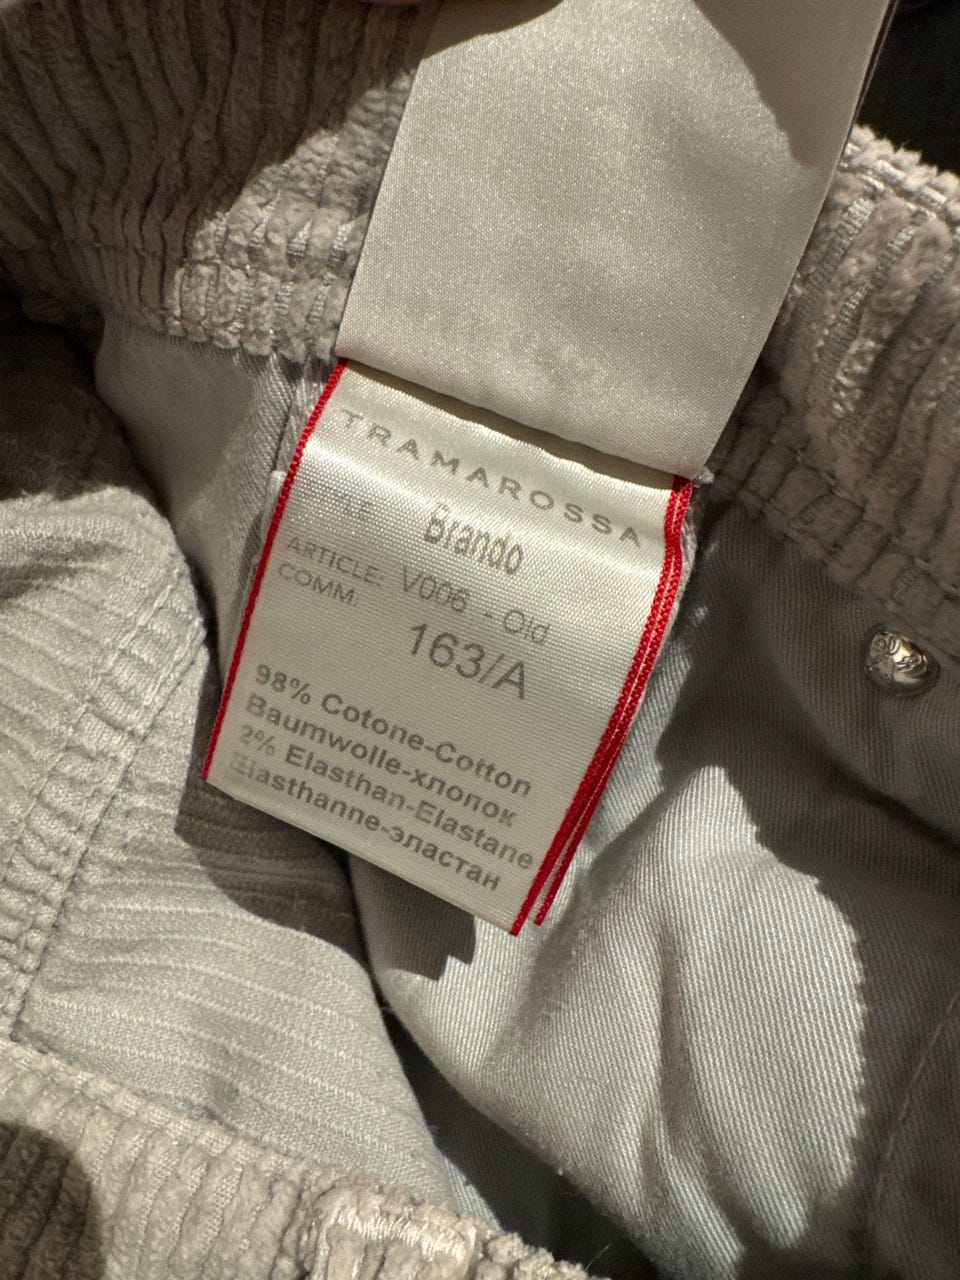 TRAMAROSSA
Brando
ARTICLE: V006 - Old
COMM:
163/A
98% Cotone-Cotton
Baumwolle-хлопок
2% Elasthan-Elastane
Elasthanne-эластан